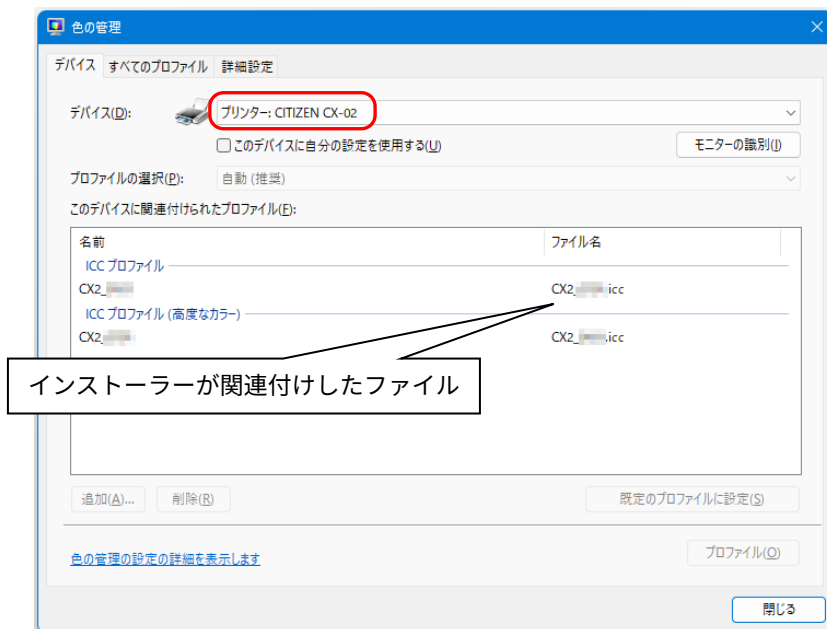 色の管理
デバイス すべてのプロファイル 詳細設定
デバイス(D): プリンター: CITIZEN CX-02
このデバイスに自分の設定を使用する(U) モニターの識別(I)
プロファイルの選択(P): 自動 (推奨)
このデバイスに関連付けられたプロファイル(F):
名前 ファイル名
ICC プロファイル
CX2_ CX2_ .icc
ICC プロファイル (高度なカラー)
CX2_ CX2_ .icc
インストーラーが関連付けしたファイル
追加(A)... 削除(R) 既定のプロファイルに設定(S)
色の管理の設定の詳細を表示します プロファイル(O)
閉じる